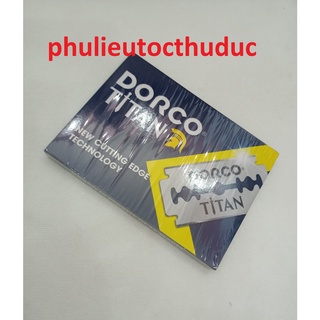 phulieutocthuduc
DORCO
TITAN
NEW CUTTING EDGE
TECHNOLOGY
DORCO
TITAN